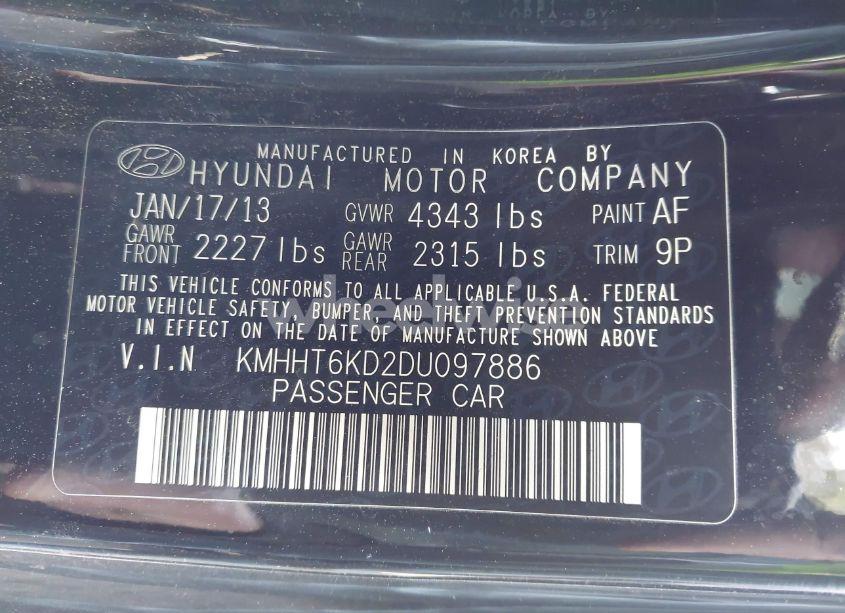 MANUFACTURED IN KOREA BY
HYUNDAI MOTOR COMPANY
JAN/17/13 GVWR 4343 lbs PAINT AF
GAWR FRONT 2227 lbs GAWR REAR 2315 lbs TRIM 9P
THIS VEHICLE CONFORMS TO ALL APPLICABLE U.S.A. FEDERAL
MOTOR VEHICLE SAFETY, BUMPER, AND THEFT PREVENTION STANDARDS
IN EFFECT ON THE DATE OF MANUFACTURE SHOWN ABOVE
V.I.N KMHHT6KD2DU097886
PASSENGER CAR